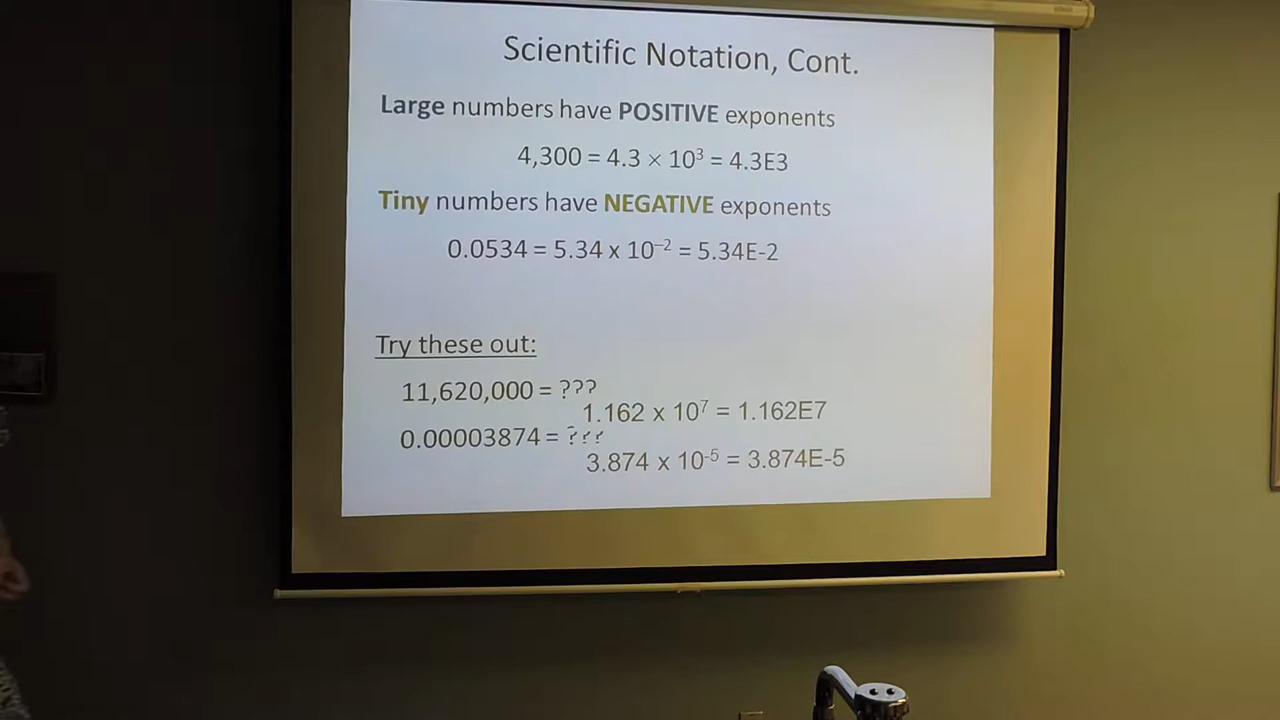 Scientific Notation, Cont.
Large numbers have POSITIVE exponents
4,300 = 4.3 × 10³ = 4.3E3
Tiny numbers have NEGATIVE exponents
0.0534 = 5.34 x 10⁻² = 5.34E-2
Try these out:
11,620,000 = ???
1.162 x 10⁷ = 1.162E7
0.00003874 = ???
3.874 x 10⁻⁵ = 3.874E-5